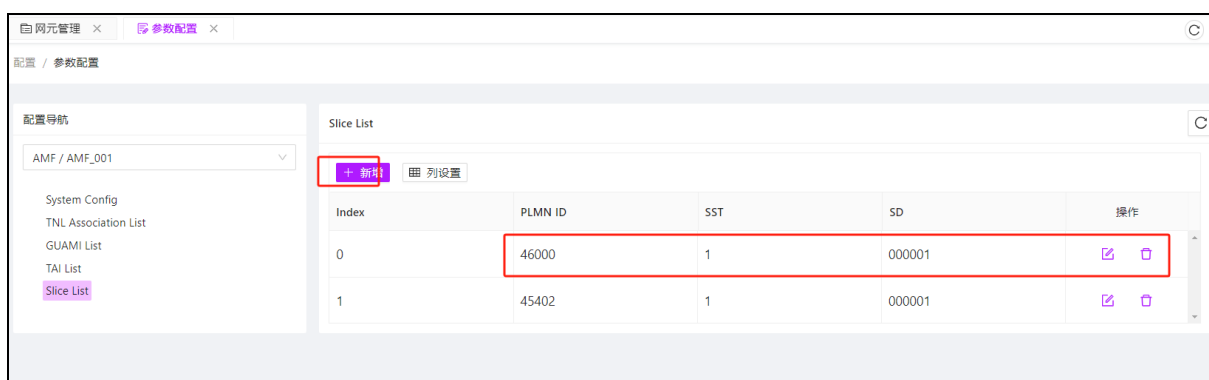 网元管理 参数配置
配置 / 参数配置
配置导航
AMF / AMF_001
System Config
TNL Association List
GUAMI List
TAI List
Slice List
Slice List
+ 新增 列设置
Index PLMN ID SST SD 操作
0 46000 1 000001
1 45402 1 000001